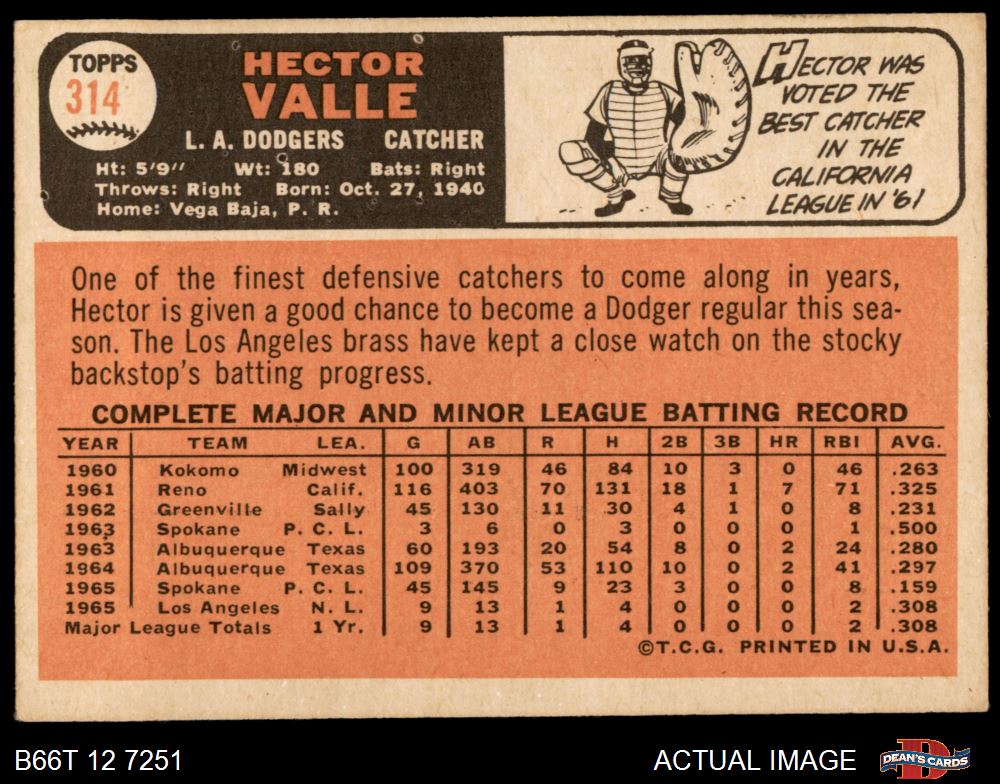 TOPPS
314
HECTOR
VALLE
L. A. DODGERS CATCHER
Ht: 5'9" Wt: 180 Bats: Right
Throws: Right Born: Oct. 27, 1940
Home: Vega Baja, P. R.
HECTOR WAS
VOTED THE
BEST CATCHER
IN THE
CALIFORNIA
LEAGUE IN '61
One of the finest defensive catchers to come along in years,
Hector is given a good chance to become a Dodger regular this sea-
son. The Los Angeles brass have kept a close watch on the stocky
backstop's batting progress.
COMPLETE MAJOR AND MINOR LEAGUE BATTING RECORD
YEAR TEAM LEA. G AB R H 2B 3B HR RBI AVG.
1960 Kokomo Midwest 100 319 46 84 10 3 0 46 .263
1961 Reno Calif. 116 403 70 131 18 1 7 71 .325
1962 Greenville Sally 45 130 11 30 4 1 0 8 .231
1963 Spokane P. C. L. 3 6 0 3 0 0 0 1 .500
1963 Albuquerque Texas 60 193 20 54 8 0 2 24 .280
1964 Albuquerque Texas 109 370 53 110 10 0 2 41 .297
1965 Spokane P. C. L. 45 145 9 23 3 0 0 8 .159
1965 Los Angeles N. L. 9 13 1 4 0 0 0 2 .308
Major League Totals 1 Yr. 9 13 1 4 0 0 0 2 .308
©T.C.G. PRINTED IN U.S.A.
B66T 12 7251 ACTUAL IMAGE
DEAN'S CARDS